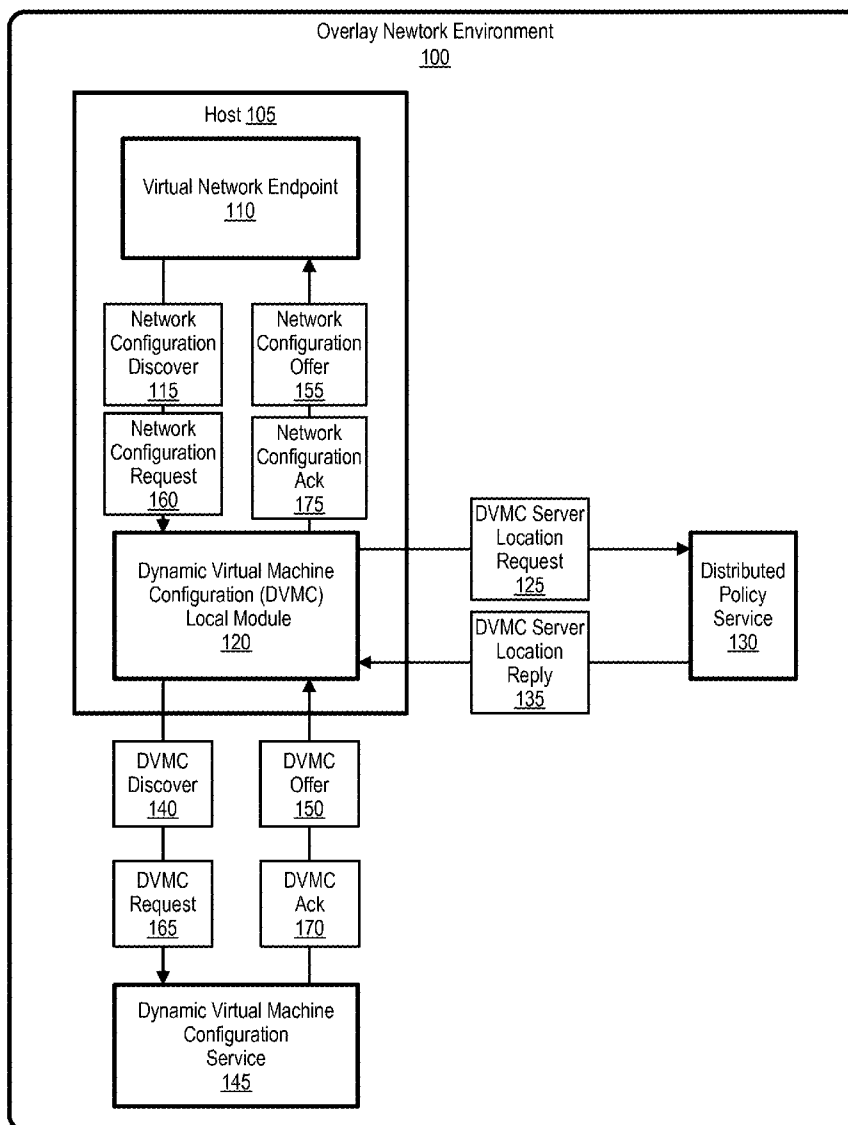 Overlay Newtork Environment
100
Host 105
Virtual Network Endpoint
110
Network
Configuration
Discover
115
Network
Configuration
Offer
155
Network
Configuration
Request
160
Network
Configuration
Ack
175
DVMC Server
Location
Request
125
Dynamic Virtual Machine
Configuration (DVMC)
Local Module
120
Distributed
Policy
Service
130
DVMC Server
Location
Reply
135
DVMC
Discover
140
DVMC
Offer
150
DVMC
Request
165
DVMC
Ack
170
Dynamic Virtual Machine
Configuration
Service
145